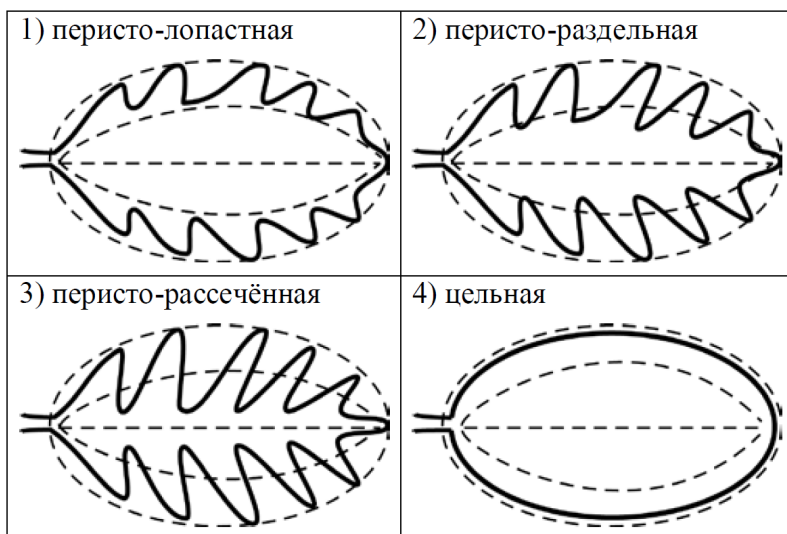 1) перисто-лопастная
2) перисто-раздельная
3) перисто-рассечённая
4) цельная